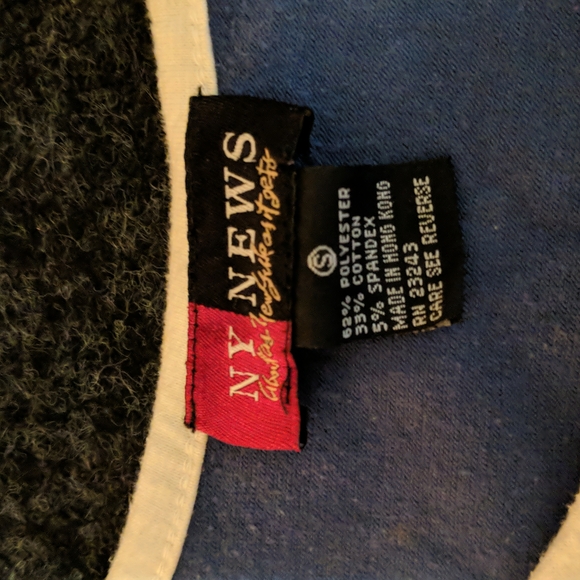 NY NEWS
S
62% POLYESTER
33% COTTON
5% SPANDEX
MADE IN HONG KONG
RN 23243
CARE SEE REVERSE